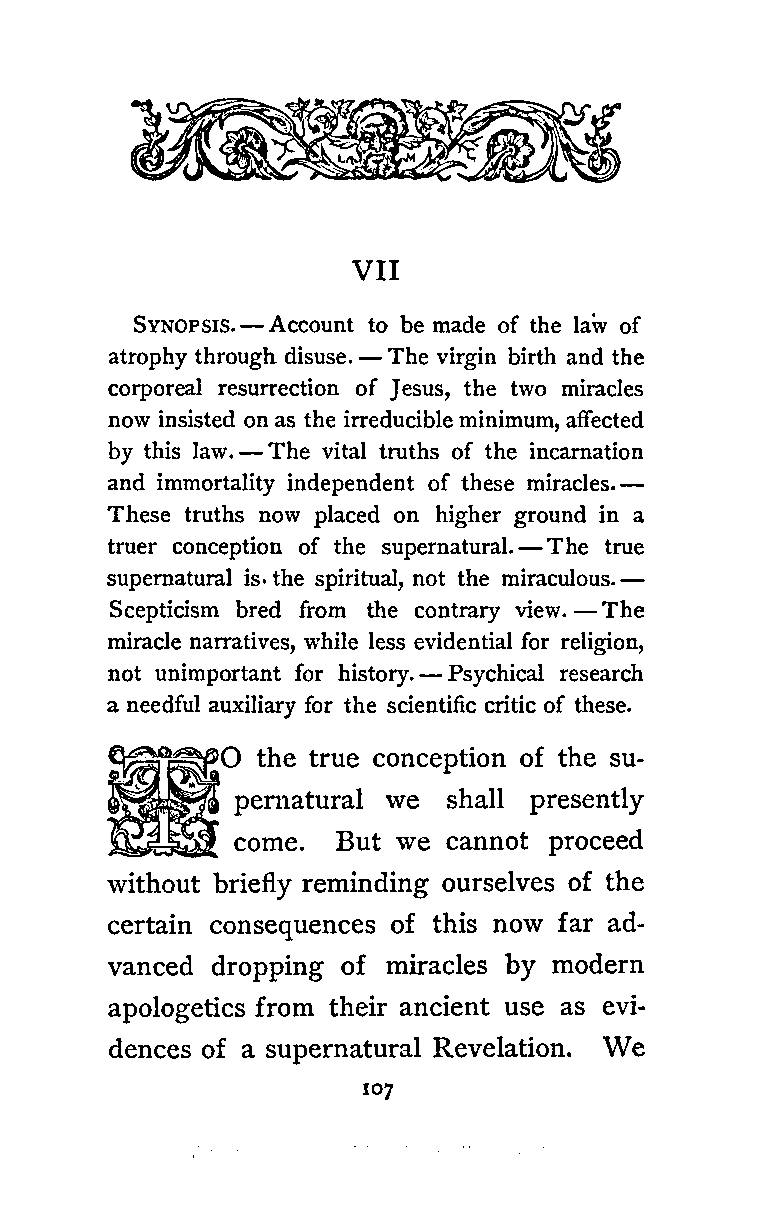 VII
SYNOPSIS. — Account to be made of the law of
atrophy through disuse. — The virgin birth and the
corporeal resurrection of Jesus, the two miracles
now insisted on as the irreducible minimum, affected
by this law. — The vital truths of the incarnation
and immortality independent of these miracles. —
These truths now placed on higher ground in a
truer conception of the supernatural. — The true
supernatural is the spiritual, not the miraculous. —
Scepticism bred from the contrary view. — The
miracle narratives, while less evidential for religion,
not unimportant for history. — Psychical research
a needful auxiliary for the scientific critic of these.
TO the true conception of the su-
pernatural we shall presently
come. But we cannot proceed
without briefly reminding ourselves of the
certain consequences of this now far ad-
vanced dropping of miracles by modern
apologetics from their ancient use as evi-
dences of a supernatural Revelation. We
107